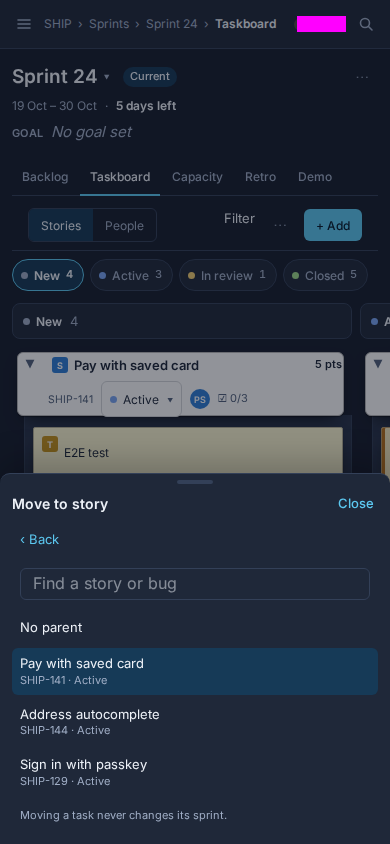 SHIP › Sprints › Sprint 24 › Taskboard
Sprint 24 ▾ Current ...
19 Oct – 30 Oct · 5 days left
GOAL No goal set
Backlog Taskboard Capacity Retro Demo
Stories People Filter ... + Add
New 4 Active 3 In review 1 Closed 5
New 4 A
▼ S Pay with saved card 5 pts ▼
SHIP-141 Active ▾ PS ☑ 0/3
T E2E test
Move to story Close
‹ Back
Find a story or bug
No parent
Pay with saved card
SHIP-141 · Active
Address autocomplete
SHIP-144 · Active
Sign in with passkey
SHIP-129 · Active
Moving a task never changes its sprint.